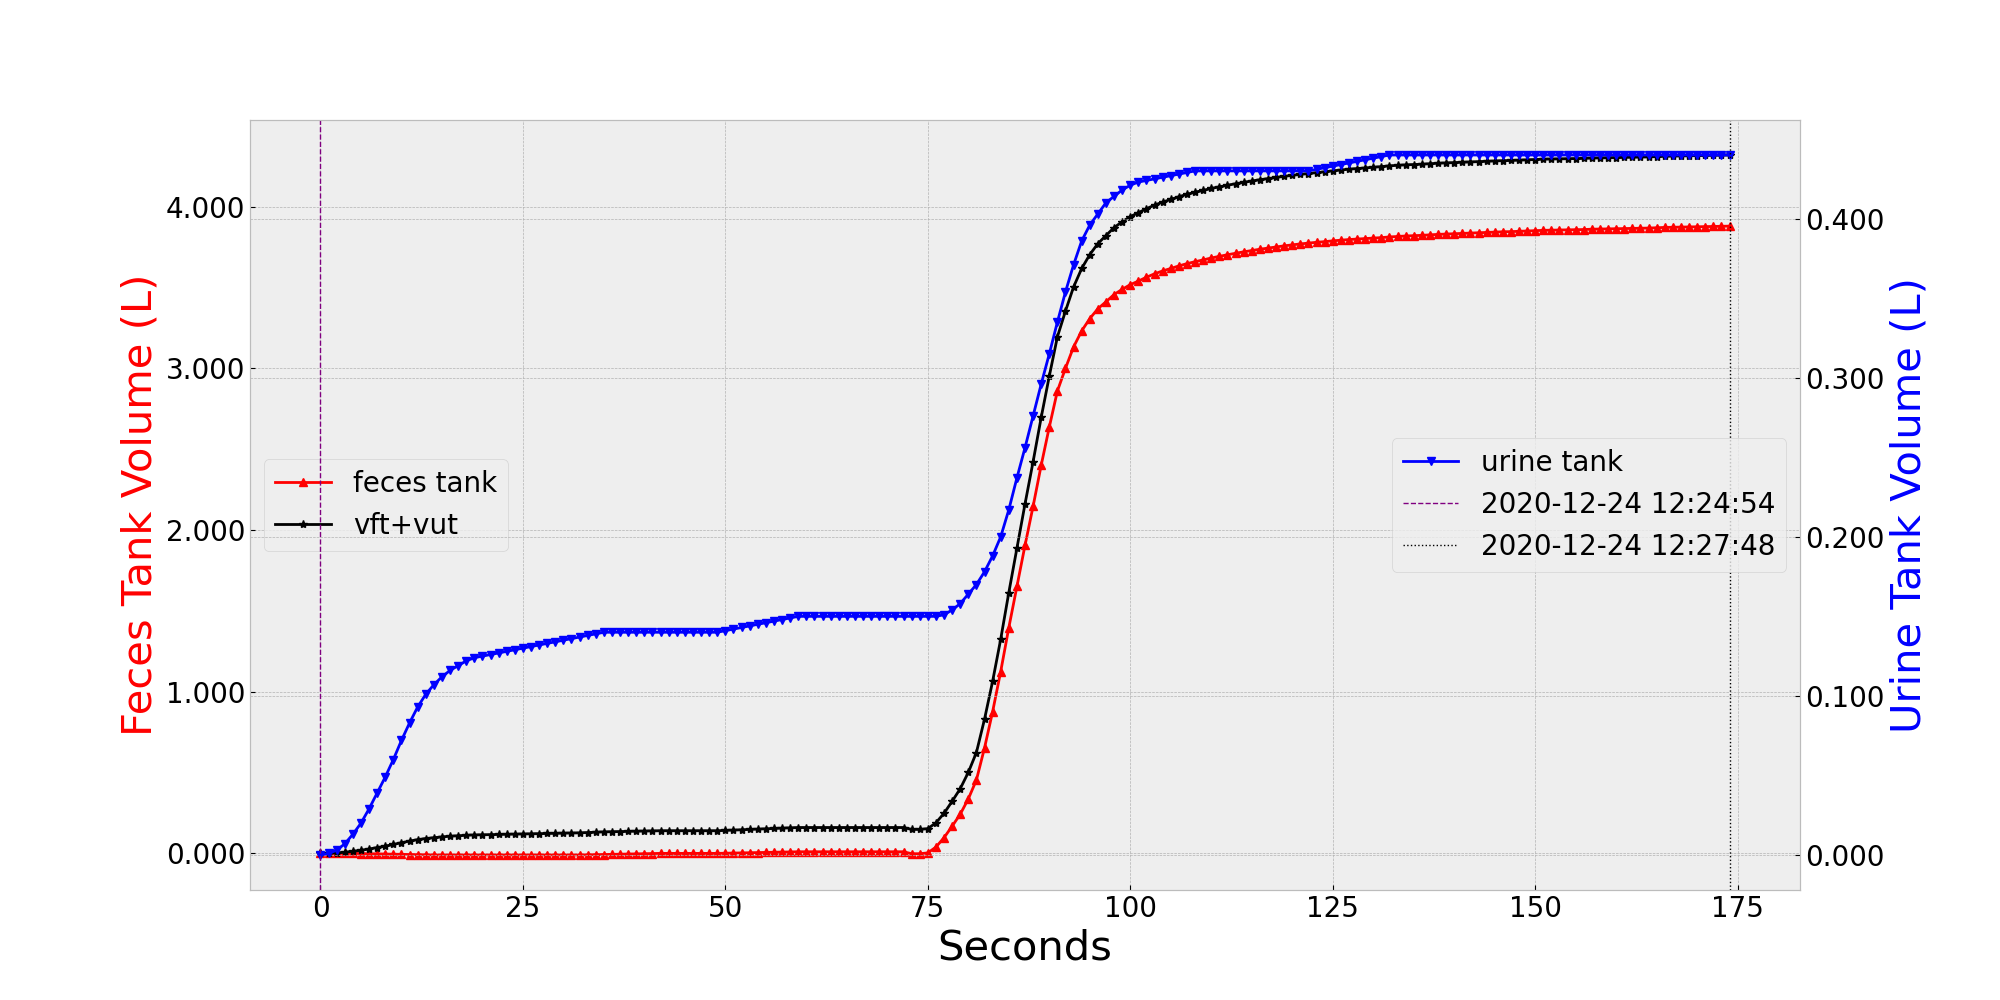 Feces Tank Volume (L)
4.000
3.000
2.000
1.000
0.000
feces tank
vft+vut
urine tank
2020-12-24 12:24:54
2020-12-24 12:27:48
0.400
0.300
0.200
0.100
0.000
Urine Tank Volume (L)
0 25 50 75 100 125 150 175
Seconds